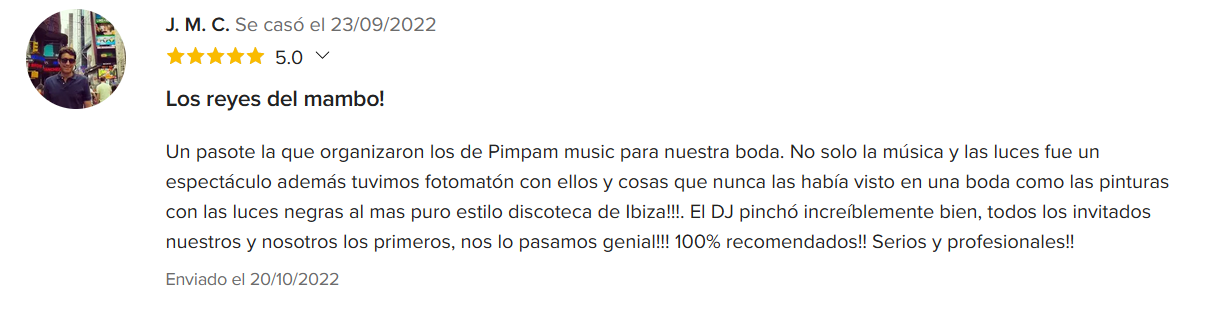 J. M. C. Se casó el 23/09/2022
5.0
Los reyes del mambo!
Un pasote la que organizaron los de Pimpam music para nuestra boda. No solo la música y las luces fue un
espectáculo además tuvimos fotomatón con ellos y cosas que nunca las había visto en una boda como las pinturas
con las luces negras al mas puro estilo discoteca de Ibiza!!!. El DJ pinchó increíblemente bien, todos los invitados
nuestros y nosotros los primeros, nos lo pasamos genial!!! 100% recomendados!! Serios y profesionales!!
Enviado el 20/10/2022